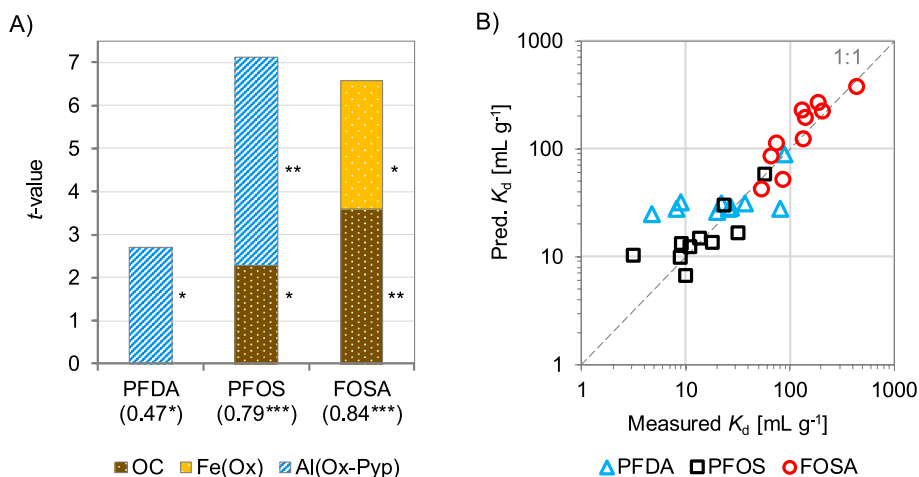 A)
7
6
5
4
3
2
1
0
t-value
*
**
*
*
**
PFDA
(0.47*)
PFOS
(0.79***)
FOSA
(0.84***)
OC
Fe(Ox)
Al(Ox-Pyp)
B)
1000
100
10
1
Pred. Kd [mL g-1]
1:1
1
10
100
1000
Measured Kd [mL g-1]
PFDA
PFOS
FOSA